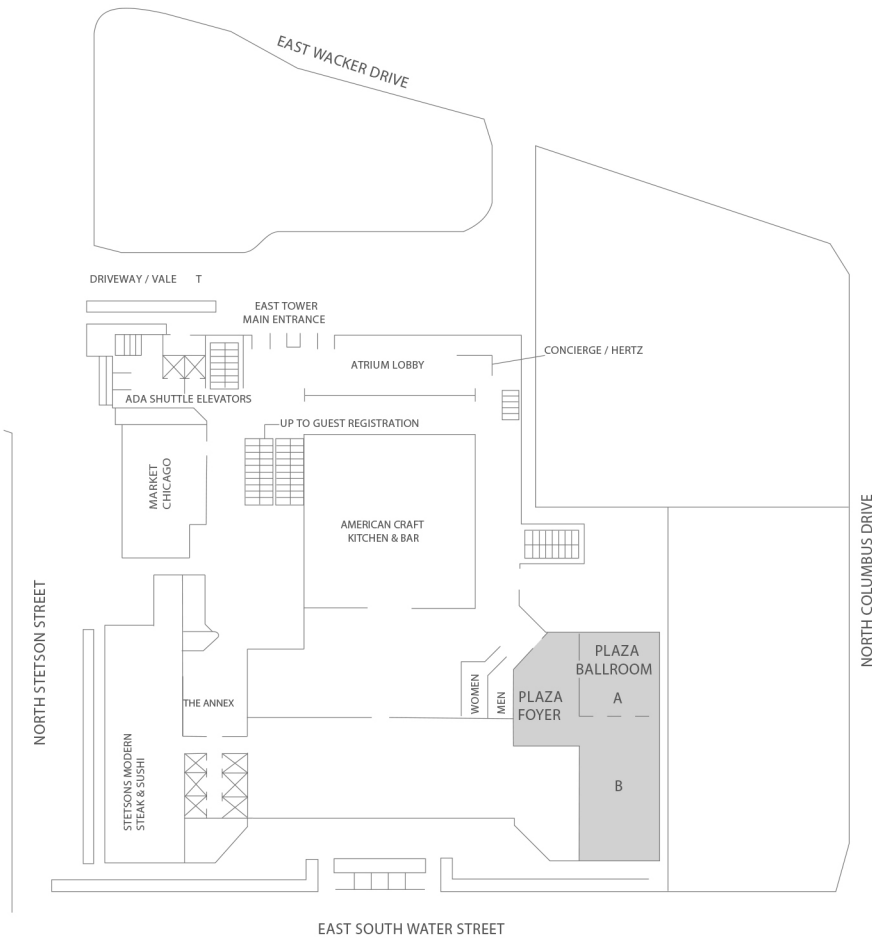 EAST WACKER DRIVE
DRIVEWAY / VALE T
EAST TOWER
MAIN ENTRANCE
CONCIERGE / HERTZ
ATRIUM LOBBY
ADA SHUTTLE ELEVATORS
UP TO GUEST REGISTRATION
MARKET
CHICAGO
AMERICAN CRAFT
KITCHEN & BAR
NORTH STETSON STREET
NORTH COLUMBUS DRIVE
PLAZA
BALLROOM
A
WOMEN
MEN
PLAZA
FOYER
THE ANNEX
STETSONS MODERN
STEAK & SUSHI
B
EAST SOUTH WATER STREET